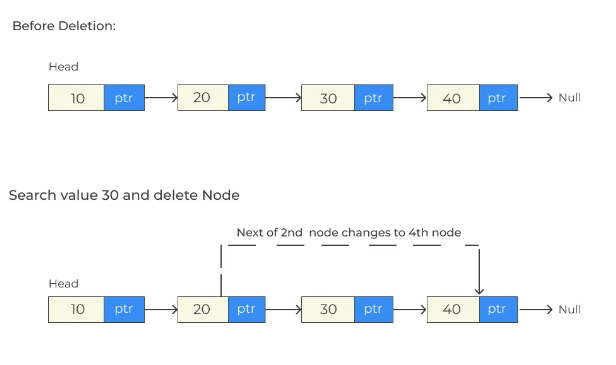 Before Deletion:
Head
10 ptr 20 ptr 30 ptr 40 ptr Null
Search value 30 and delete Node
Next of 2nd node changes to 4th node
Head
10 ptr 20 ptr 30 ptr 40 ptr Null